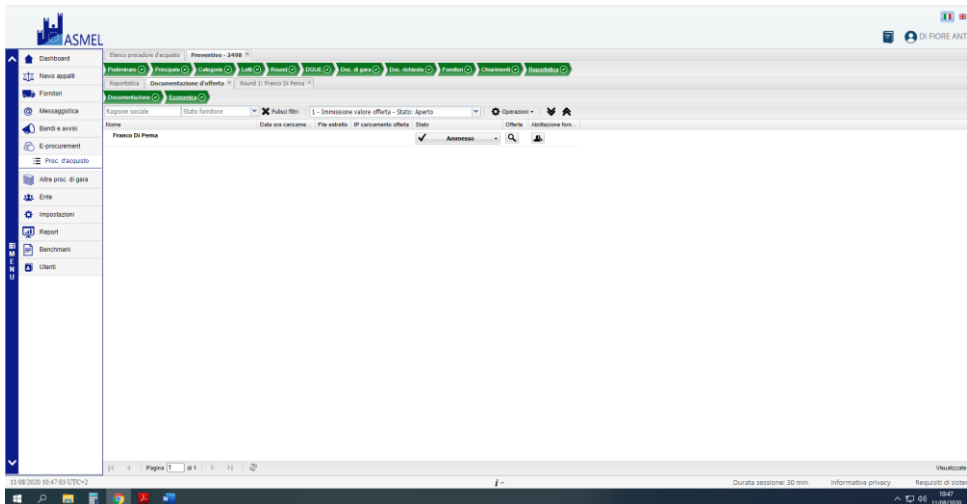 ASMEL
DI FIORE ANT
Dashboard
News appalti
Fornitori
Messaggistica
Bandi e avvisi
E-procurement
Proc. d'acquisto
Altre proc. di gara
Ente
Impostazioni
Report
Benchmark
Utenti
MENU
Elenco procedure d'acquisto Preventivo - 2498
Preliminare Principale Categorie Lotti Round DGUE Doc. di gara Doc. richiesta Fornitori Chiarimenti Reportistica
Reportistica Documentazione d'offerta Round 1: Franco Di Perna
Documentazione Economica
Ragione sociale Stato fornitore Pulisci filtri 1 - Immissione valore offerta - Stato: Aperto Operazioni
Nome Data ora caricame... File estratto IP caricamento offerta Stato Offerte Abilitazione forn...
Franco Di Perna Ammesso
Pagina 1 di 1 Visualizzate
11/08/2020 10:47:03 UTC+2 i Durata sessione: 30 min Informativa privacy Requisiti di siste
10:47
11/08/2020